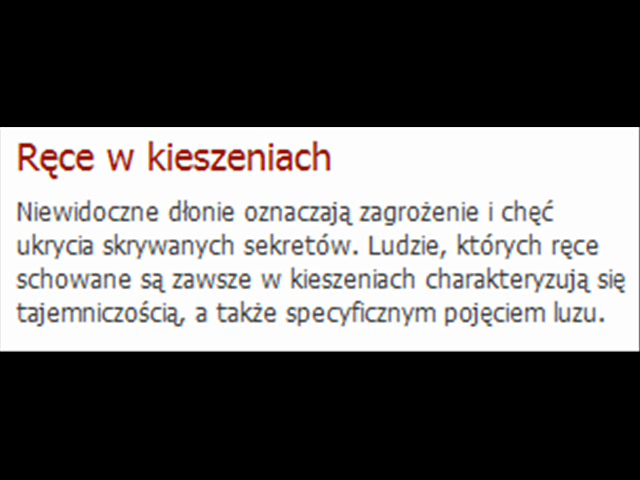 Ręce w kieszeniach
Niewidoczne dłonie oznaczają zagrożenie i chęć
ukrycia skrywanych sekretów. Ludzie, których ręce
schowane są zawsze w kieszeniach charakteryzują się
tajemniczością, a także specyficznym pojęciem luzu.